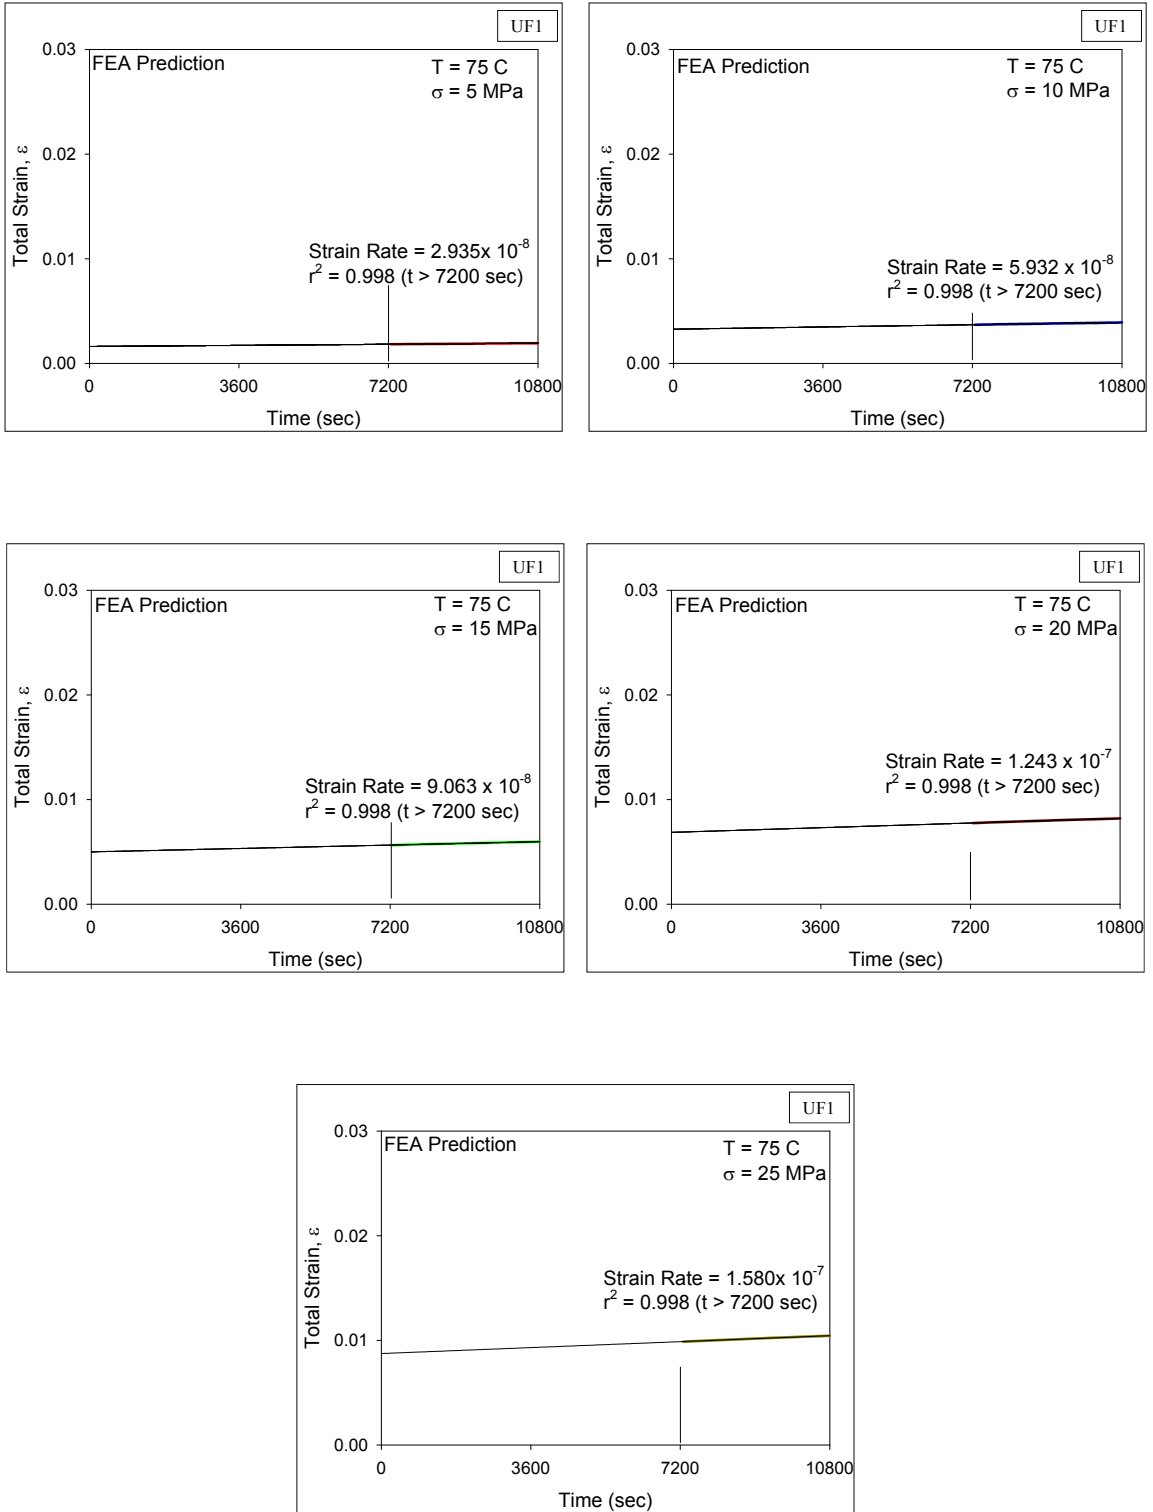 UF1
0.03
FEA Prediction
T = 75 C
σ = 5 MPa
0.02
Total Strain, ε
Strain Rate = 2.935x 10⁻⁸
r² = 0.998 (t > 7200 sec)
0.01
0.00
0 3600 7200 10800
Time (sec)
UF1
0.03
FEA Prediction
T = 75 C
σ = 10 MPa
0.02
Total Strain, ε
Strain Rate = 5.932 x 10⁻⁸
r² = 0.998 (t > 7200 sec)
0.01
0.00
0 3600 7200 10800
Time (sec)
UF1
0.03
FEA Prediction
T = 75 C
σ = 15 MPa
0.02
Total Strain, ε
0.01
Strain Rate = 9.063 x 10⁻⁸
r² = 0.998 (t > 7200 sec)
0.00
0 3600 7200 10800
Time (sec)
UF1
0.03
FEA Prediction
T = 75 C
σ = 20 MPa
0.02
Total Strain, ε
Strain Rate = 1.243 x 10⁻⁷
r² = 0.998 (t > 7200 sec)
0.01
0.00
0 3600 7200 10800
Time (sec)
UF1
0.03
FEA Prediction
T = 75 C
σ = 25 MPa
0.02
Total Strain, ε
Strain Rate = 1.580x 10⁻⁷
r² = 0.998 (t > 7200 sec)
0.01
0.00
0 3600 7200 10800
Time (sec)